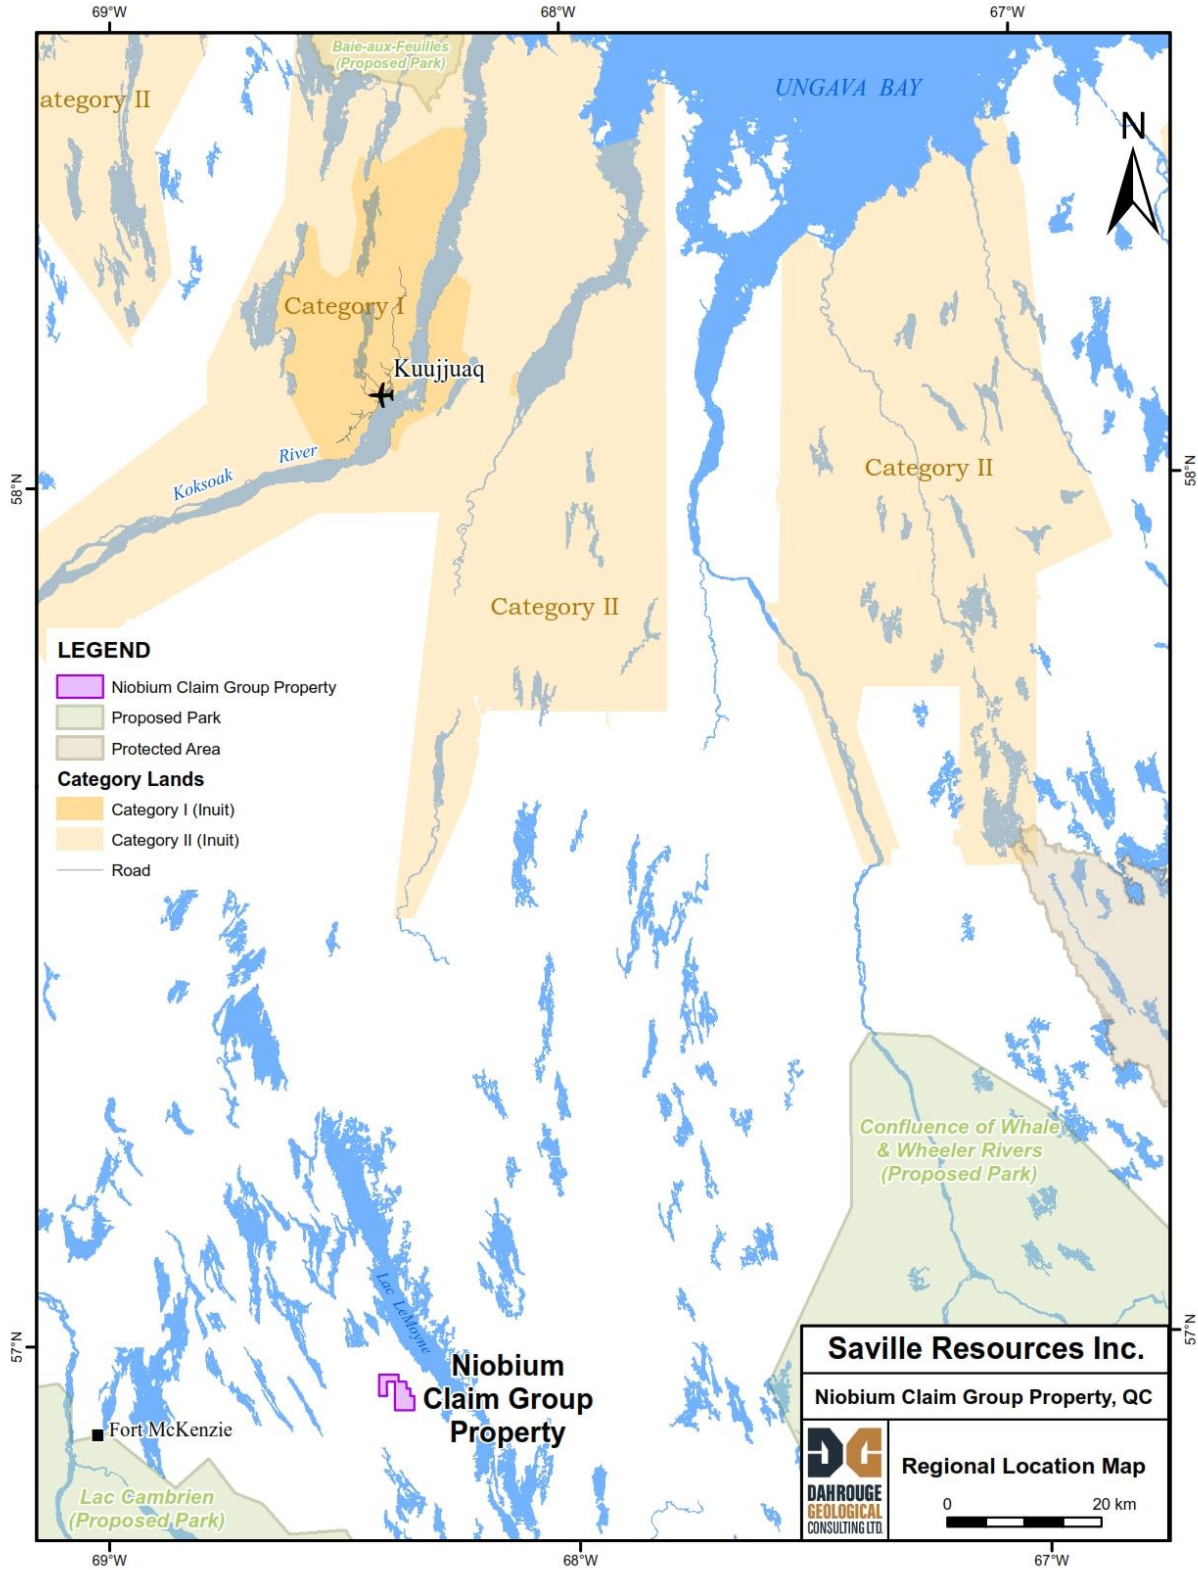 69°W
68°W
67°W
Baie-aux-Feuilles
(Proposed Park)
ategory II
UNGAVA BAY
N
Category I
Kuujjuaq
Koksoak River
58°N
58°N
Category II
Category II
LEGEND
Niobium Claim Group Property
Proposed Park
Protected Area
Category Lands
Category I (Inuit)
Category II (Inuit)
Road
Confluence of Whale
& Wheeler Rivers
(Proposed Park)
Lac LeMoyne
57°N
57°N
Niobium
Claim Group
Property
Fort McKenzie
Lac Cambrien
(Proposed Park)
Saville Resources Inc.
Niobium Claim Group Property, QC
DAHROUGE
GEOLOGICAL
CONSULTING LTD.
Regional Location Map
0 20 km
69°W
68°W
67°W